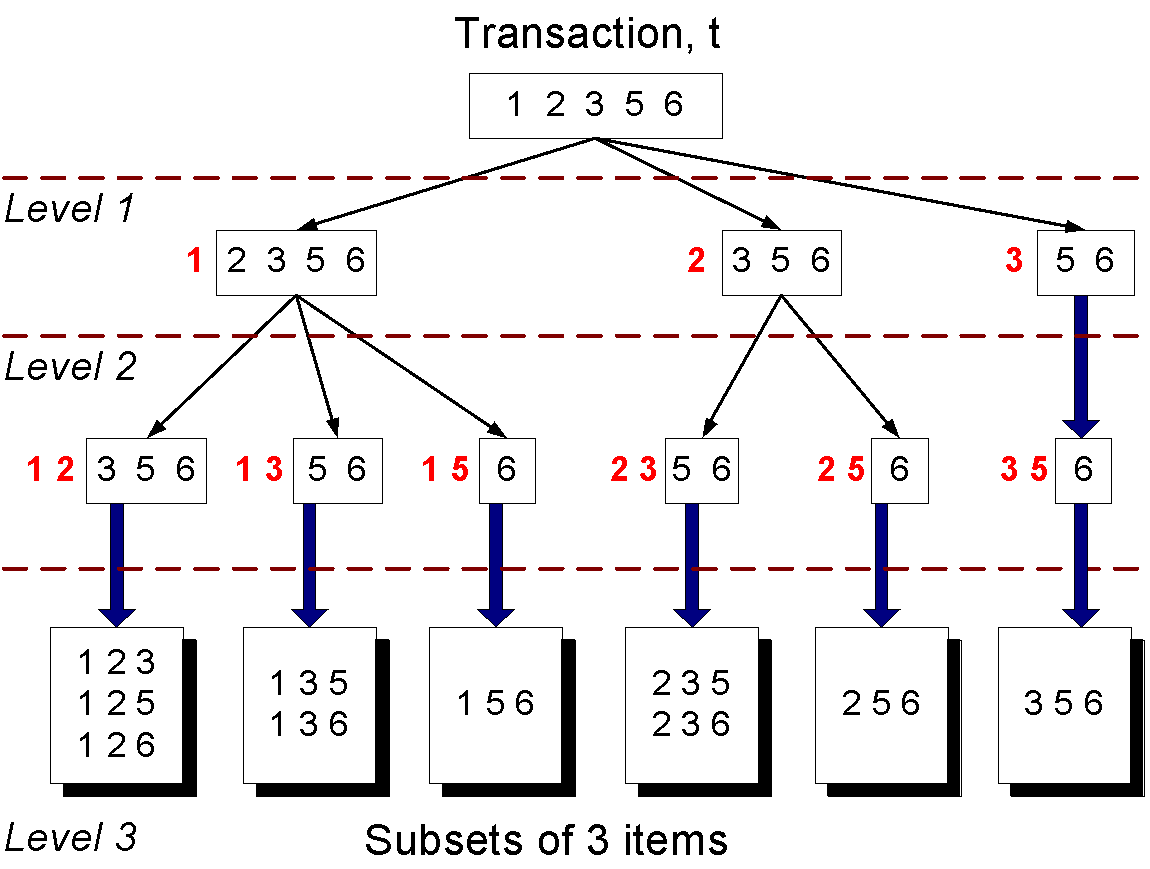 Transaction, t
1 2 3 5 6
Level 1
1 2 3 5 6
2 3 5 6
3 5 6
Level 2
1 2 3 5 6
1 3 5 6
1 5 6
2 3 5 6
2 5 6
3 5 6
1 2 3
1 2 5
1 2 6
1 3 5
1 3 6
1 5 6
2 3 5
2 3 6
2 5 6
3 5 6
Level 3
Subsets of 3 items